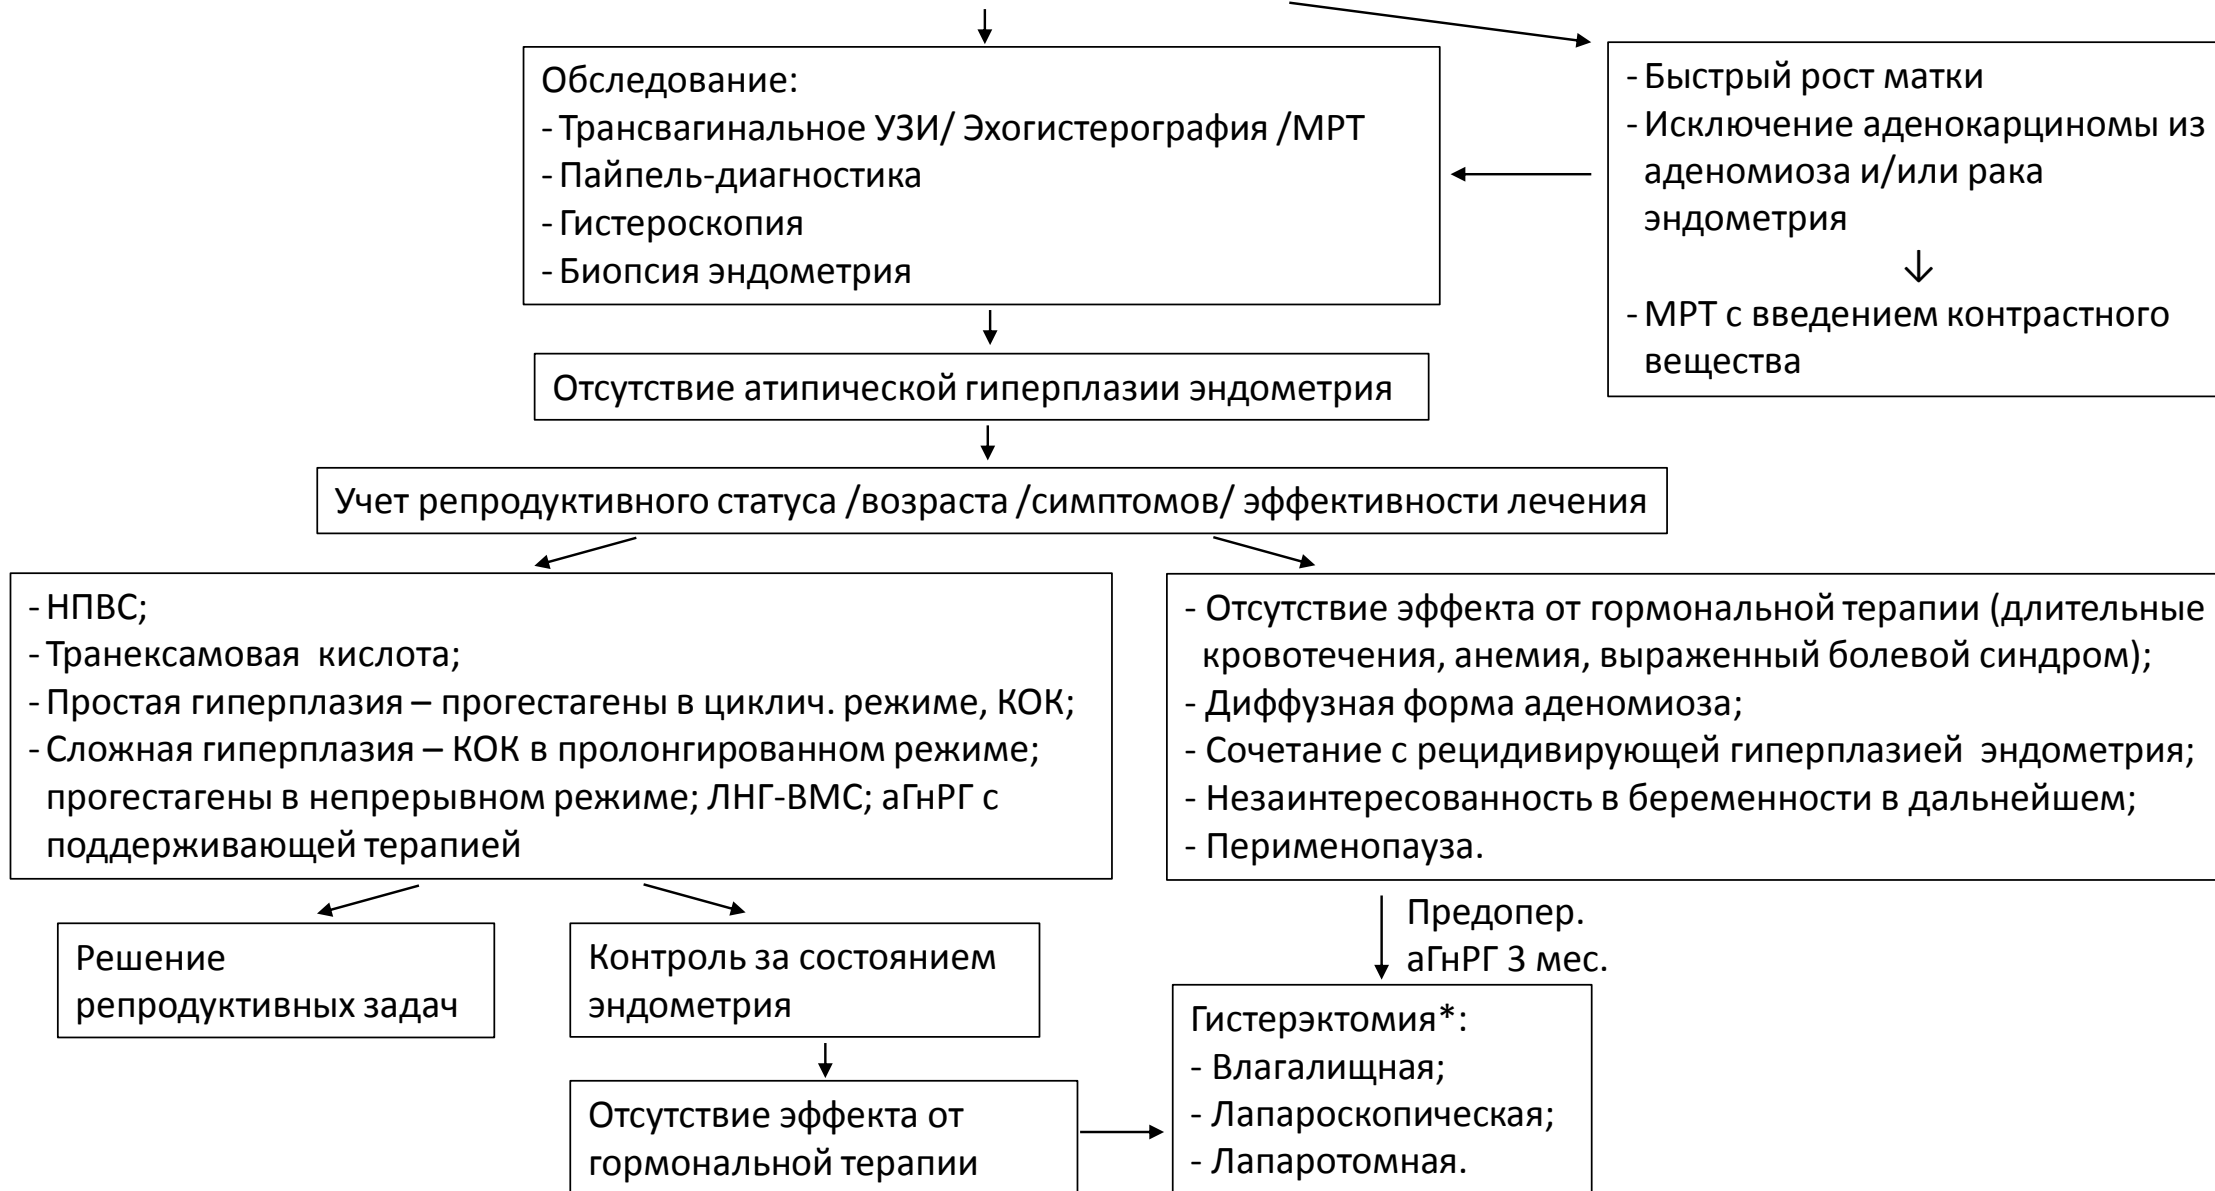 Обследование:
- Трансвагинальное УЗИ/ Эхогистерография /МРТ
- Пайпель-диагностика
- Гистероскопия
- Биопсия эндометрия
- Быстрый рост матки
- Исключение аденокарциномы из
аденомиоза и/или рака
эндометрия
↓
- МРТ с введением контрастного
вещества
Отсутствие атипической гиперплазии эндометрия
Учет репродуктивного статуса /возраста /симптомов/ эффективности лечения
- НПВС;
- Транексамовая кислота;
- Простая гиперплазия – прогестагены в циклич. режиме, КОК;
- Сложная гиперплазия – КОК в пролонгированном режиме;
прогестагены в непрерывном режиме; ЛНГ-ВМС; аГнРГ с
поддерживающей терапией
- Отсутствие эффекта от гормональной терапии (длительные
кровотечения, анемия, выраженный болевой синдром);
- Диффузная форма аденомиоза;
- Сочетание с рецидивирующей гиперплазией эндометрия;
- Незаинтересованность в беременности в дальнейшем;
- Перименопауза.
Решение
репродуктивных задач
Контроль за состоянием
эндометрия
Предопер.
аГнРГ 3 мес.
Отсутствие эффекта от
гормональной терапии
Гистерэктомия*:
- Влагалищная;
- Лапароскопическая;
- Лапаротомная.